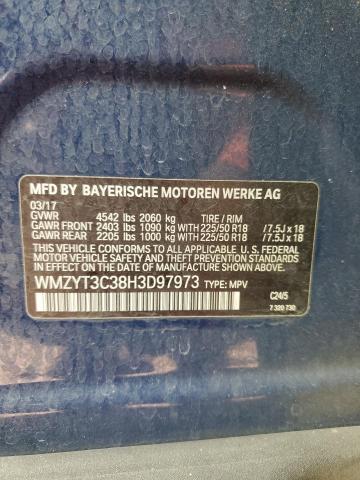 MFD BY BAYERISCHE MOTOREN WERKE AG
03/17
GVWR 4542 lbs 2060 kg TIRE / RIM
GAWR FRONT 2403 lbs 1090 kg WITH 225/50 R18 / 7.5J x 18
GAWR REAR 2205 lbs 1000 kg WITH 225/50 R18 / 7.5J x 18
THIS VEHICLE CONFORMS TO ALL APPLICABLE U.S.
FEDERAL MOTOR VEHICLE SAFETY AND THEFT PREVENTION
STANDARDS IN EFFECT ON THE DATE OF MANUFACTURE SHOWN ABOVE.
WMZYT3C38H3D97973 TYPE: MPV
C24/5
7 320 730